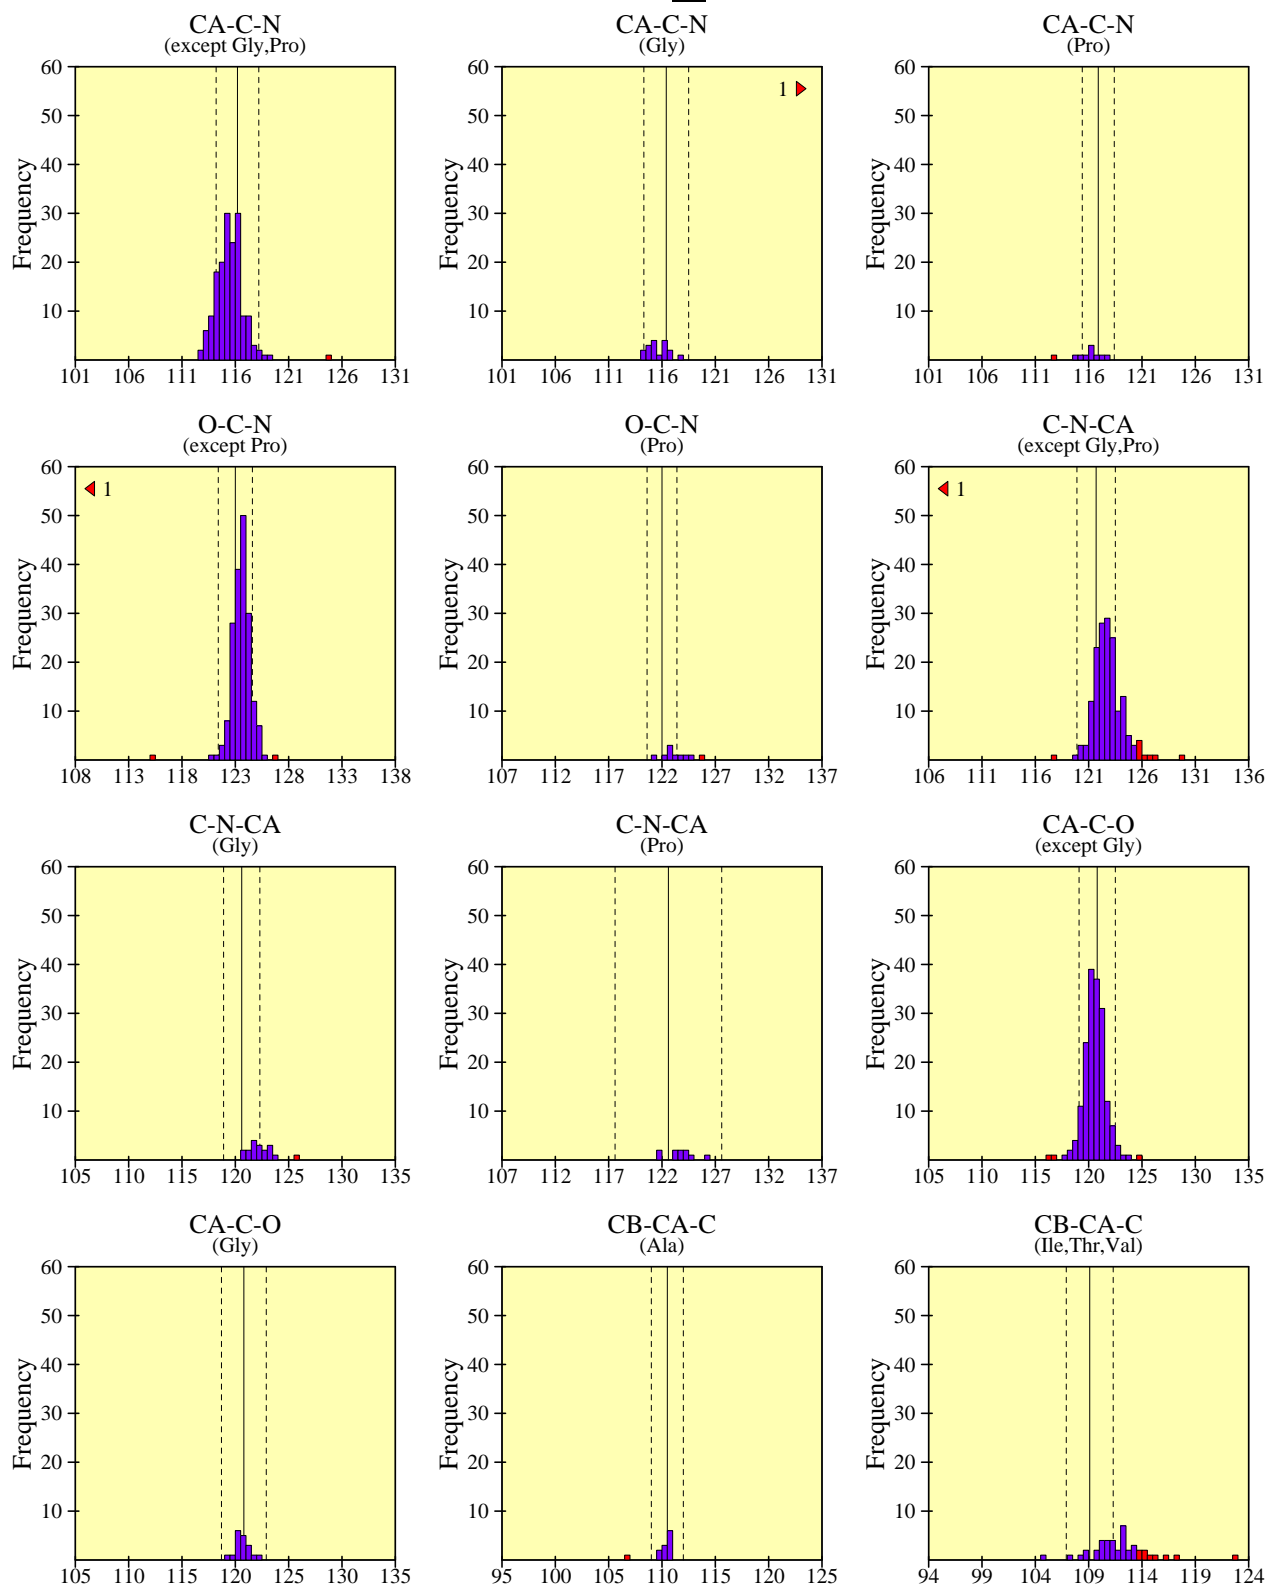 CA-C-N
(except Gly,Pro)
60
50
40
30
20
10
Frequency
101 106 111 116 121 126 131
CA-C-N
(Gly)
60
50
40
30
20
10
Frequency
1
101 106 111 116 121 126 131
CA-C-N
(Pro)
60
50
40
30
20
10
Frequency
101 106 111 116 121 126 131
O-C-N
(except Pro)
60
50
40
30
20
10
Frequency
1
108 113 118 123 128 133 138
O-C-N
(Pro)
60
50
40
30
20
10
Frequency
107 112 117 122 127 132 137
C-N-CA
(except Gly,Pro)
60
50
40
30
20
10
Frequency
1
106 111 116 121 126 131 136
C-N-CA
(Gly)
60
50
40
30
20
10
Frequency
105 110 115 120 125 130 135
C-N-CA
(Pro)
60
50
40
30
20
10
Frequency
107 112 117 122 127 132 137
CA-C-O
(except Gly)
60
50
40
30
20
10
Frequency
105 110 115 120 125 130 135
CA-C-O
(Gly)
60
50
40
30
20
10
Frequency
105 110 115 120 125 130 135
CB-CA-C
(Ala)
60
50
40
30
20
10
Frequency
95 100 105 110 115 120 125
CB-CA-C
(Ile,Thr,Val)
60
50
40
30
20
10
Frequency
94 99 104 109 114 119 124